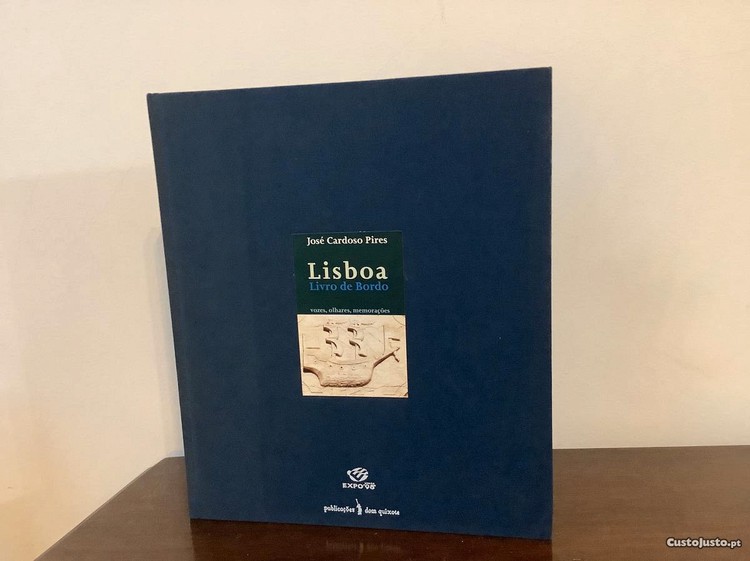 José Cardoso Pires
Lisboa
Livro de Bordo
vozes, olhares, memorações
EXPO'98
publicações dom quixote
CustoJusto.pt